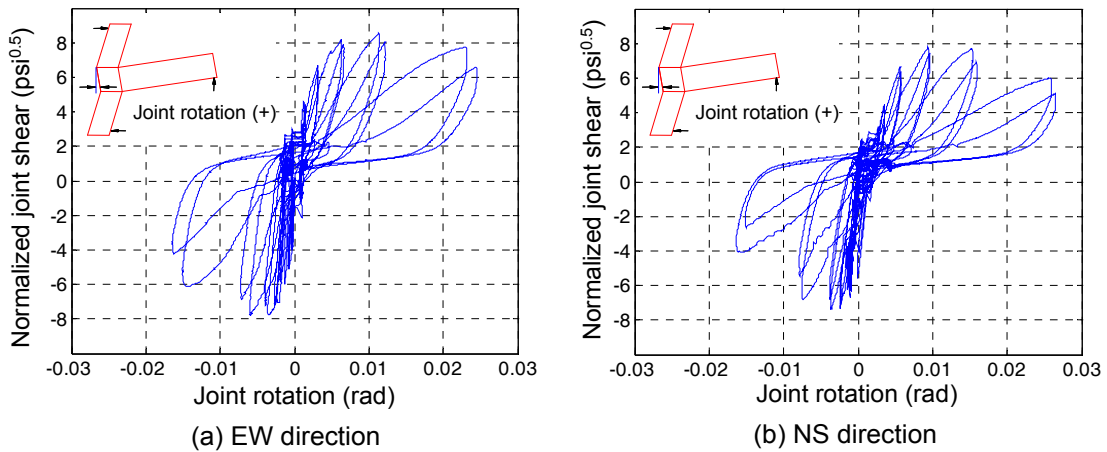 Normalized joint shear (psi^0.5)
8
6
4
2
0
-2
-4
-6
-8
Joint rotation (+)
-0.03 -0.02 -0.01 0 0.01 0.02 0.03
Joint rotation (rad)
(a) EW direction
Normalized joint shear (psi^0.5)
8
6
4
2
0
-2
-4
-6
-8
Joint rotation (+)
-0.03 -0.02 -0.01 0 0.01 0.02 0.03
Joint rotation (rad)
(b) NS direction